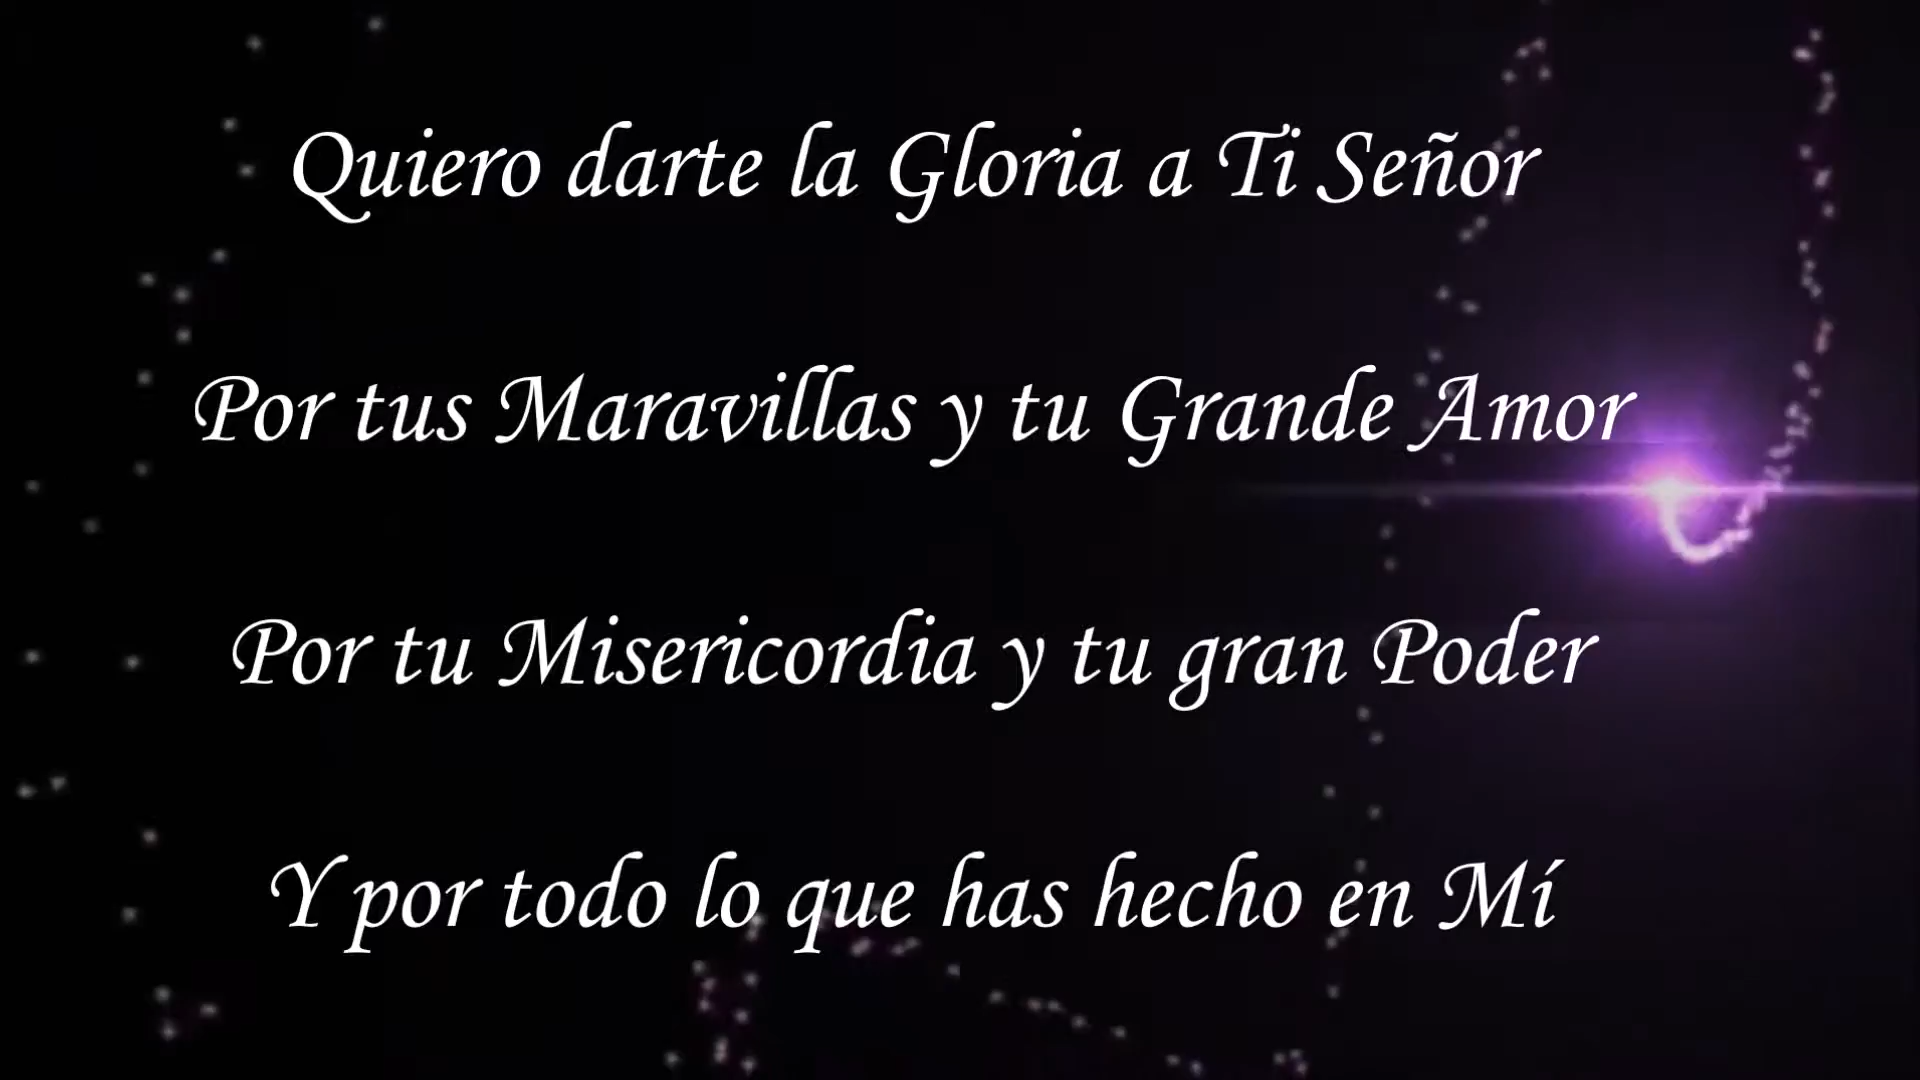 Quiero darte la Gloria a Ti Señor
Por tus Maravillas y tu Grande Amor
Por tu Misericordia y tu gran Poder
Y por todo lo que has hecho en Mí